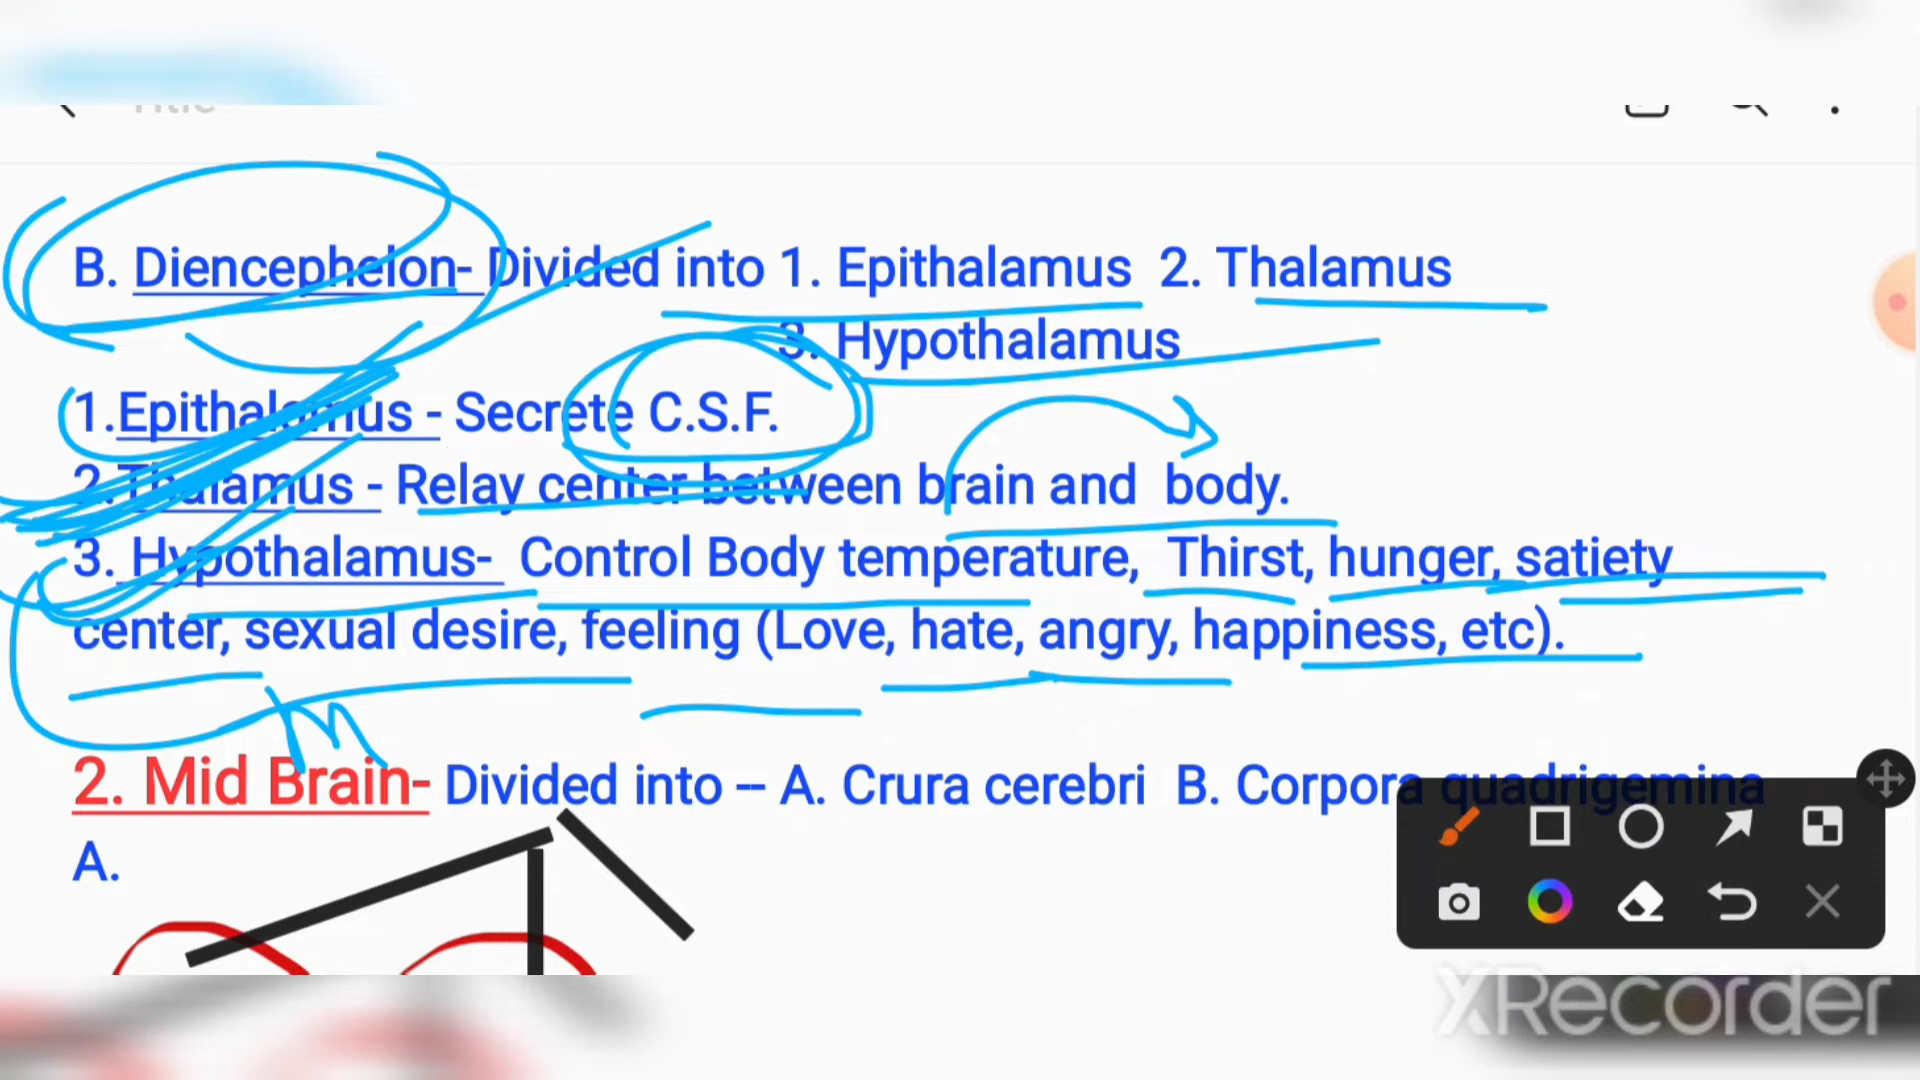 Title
B. Diencephelon- Divided into 1. Epithalamus 2. Thalamus
3. Hypothalamus
1.Epithalamus - Secrete C.S.F.
2.Thalamus - Relay center between brain and body.
3. Hypothalamus- Control Body temperature, Thirst, hunger, satiety
center, sexual desire, feeling (Love, hate, angry, happiness, etc).
2. Mid Brain- Divided into -- A. Crura cerebri B. Corpora quadrigemina
A.
XRecorder